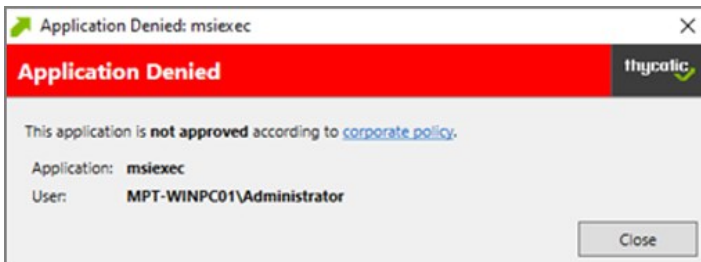 Application Denied: msiexec
Application Denied
thycotic
This application is not approved according to corporate policy.
Application: msiexec
User: MPT-WINPC01\Administrator
Close